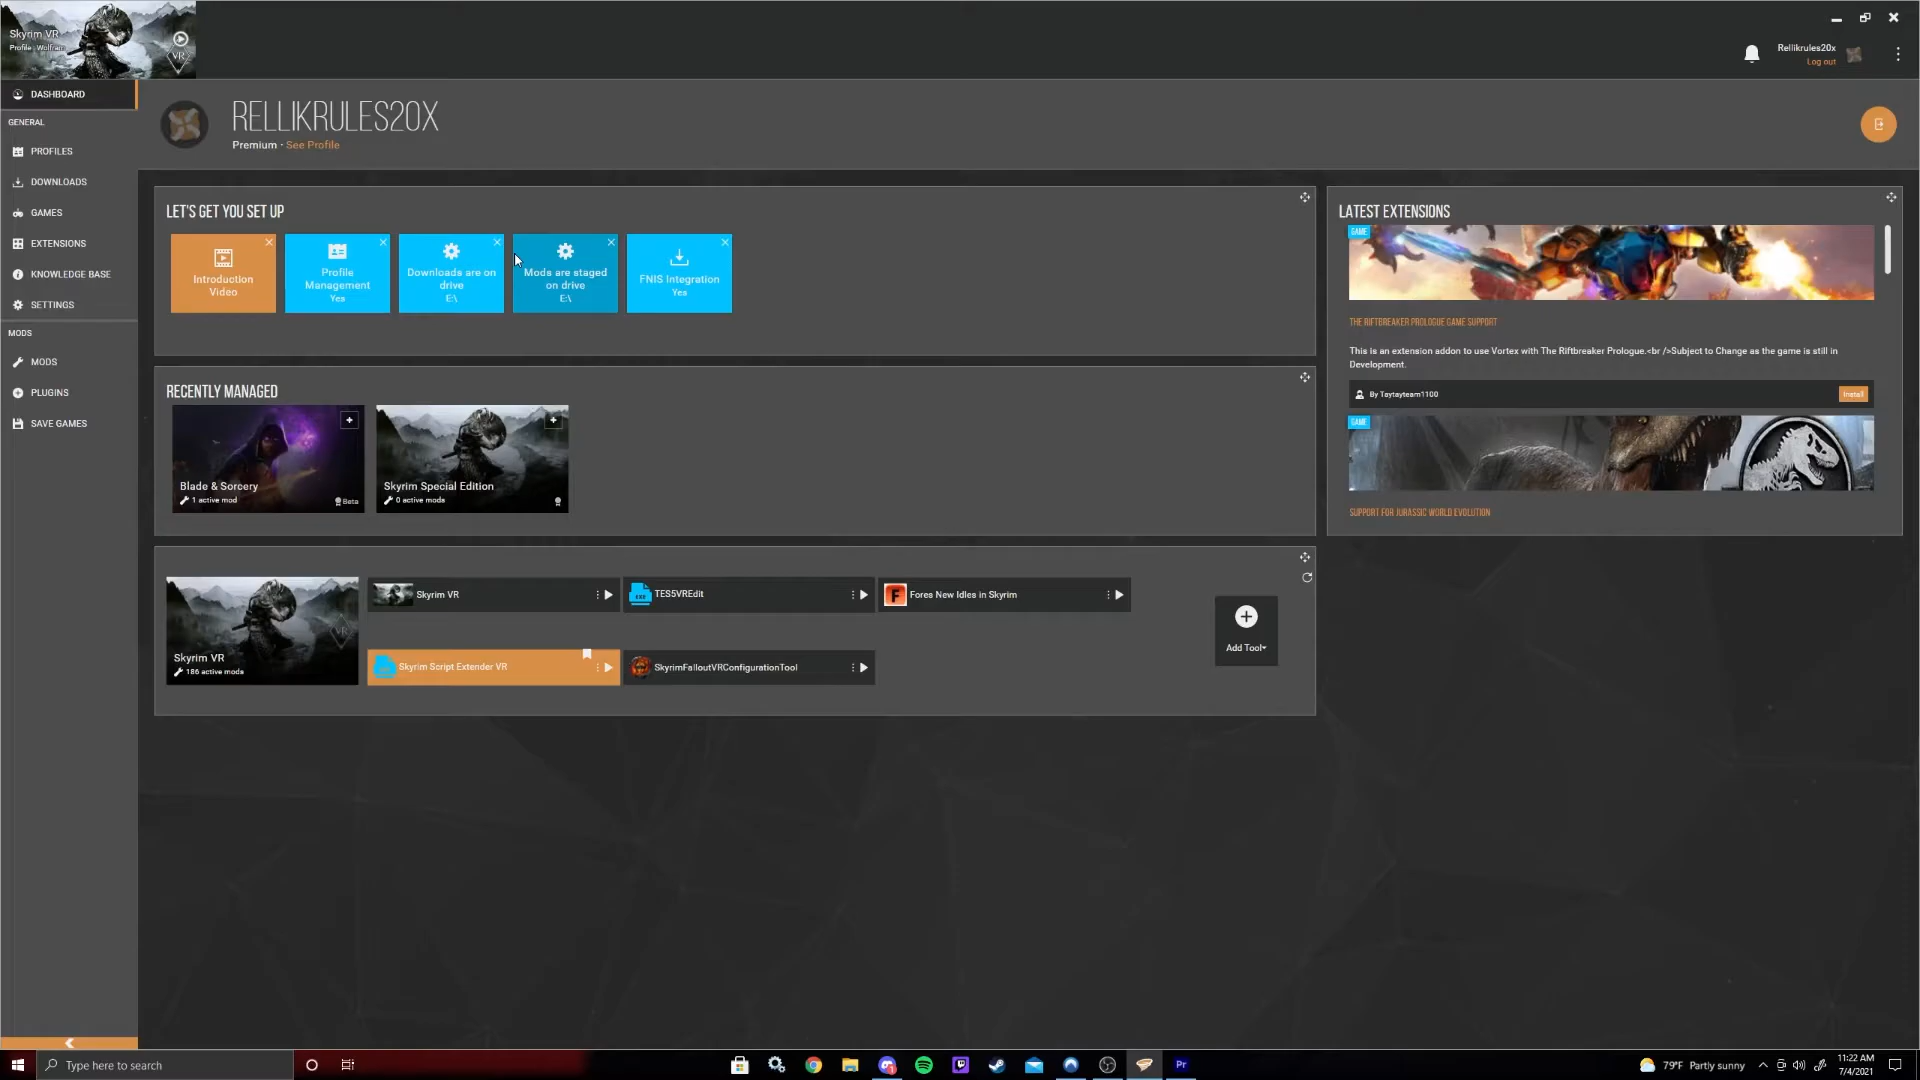 Skyrim VR
Profile : Wolfram
VR
Rellikrules20x
Log out
DASHBOARD
GENERAL
PROFILES
DOWNLOADS
GAMES
EXTENSIONS
KNOWLEDGE BASE
SETTINGS
MODS
MODS
PLUGINS
SAVE GAMES
RELLIKRULES20X
Premium - See Profile
LET'S GET YOU SET UP
Introduction
Video
Profile
Management
Yes
Downloads are on
drive
E:\
Mods are staged
on drive
E:\
FNIS Integration
Yes
RECENTLY MANAGED
Blade & Sorcery
1 active mod
Beta
Skyrim Special Edition
0 active mods
Skyrim VR
186 active mods
VR
Skyrim VR
TES5VREdit
EXE
F
Fores New Idles in Skyrim
Skyrim Script Extender VR
SkyrimFalloutVRConfigurationTool
Add Tool
LATEST EXTENSIONS
GAME
THE RIFTBREAKER PROLOGUE GAME SUPPORT
This is an extension addon to use Vortex with The Riftbreaker Prologue.<br />Subject to Change as the game is still in
Development.
By Taytayteam1100
Install
GAME
SUPPORT FOR JURASSIC WORLD EVOLUTION
Type here to search
Pr
79°F Partly sunny
11:22 AM
7/4/2021